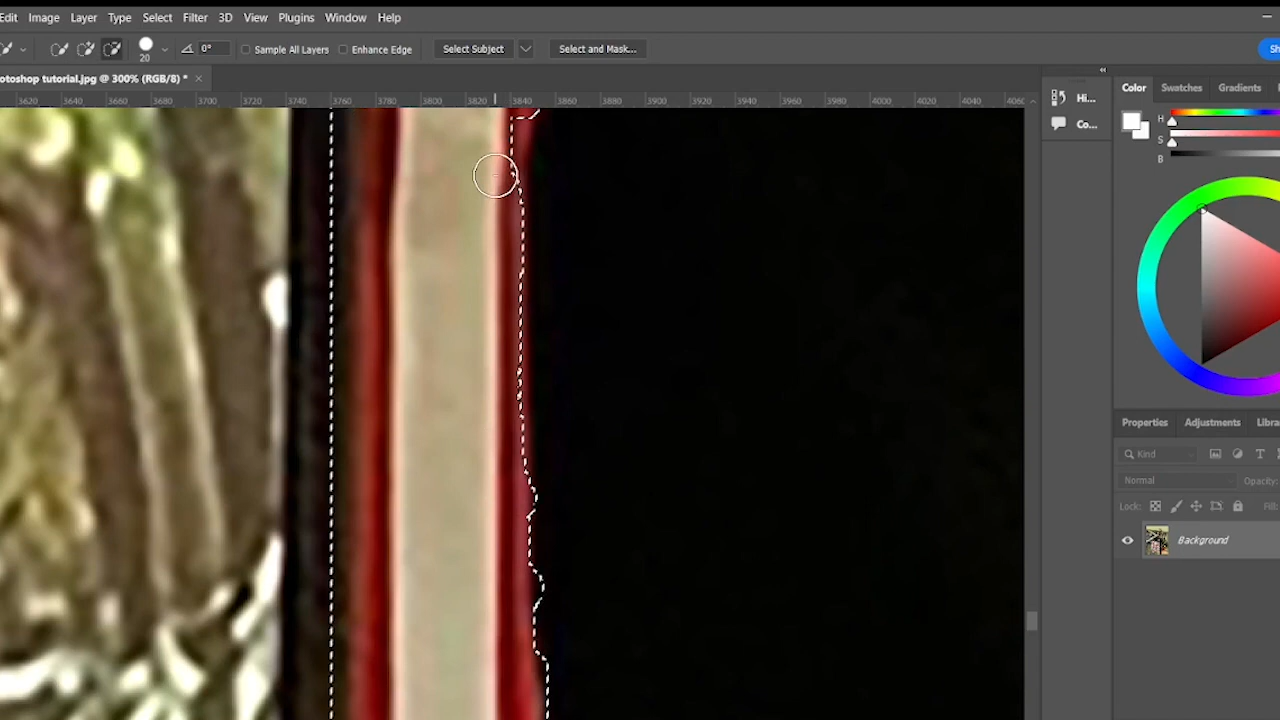 Edit Image Layer Type Select Filter 3D View Plugins Window Help
20 0° Sample All Layers Enhance Edge Select Subject Select and Mask...
otoshop tutorial.jpg @ 300% (RGB/8) *
3620 3640 3660 3680 3700 3720 3740 3760 3780 3800 3820 3840 3860 3880 3900 3920 3940 3960 3980 4000 4020 4040 4060
Hi...
Co...
Color Swatches Gradients
H
S
B
Properties Adjustments Libra
Kind
Normal Opacity:
Lock: Fill:
Background